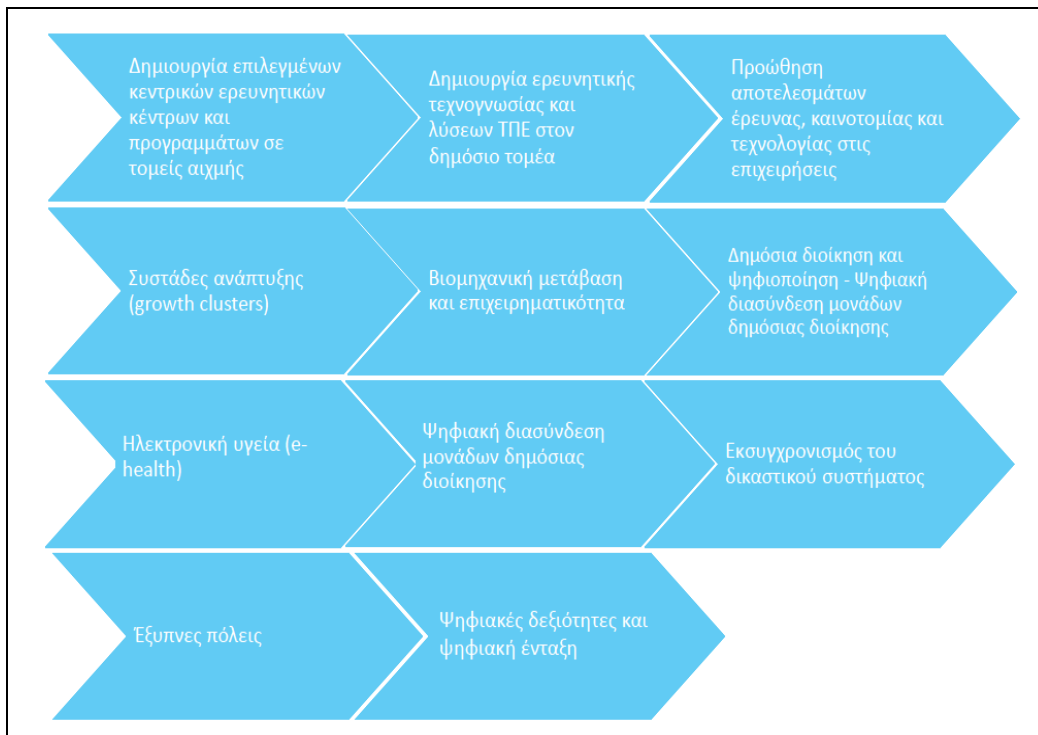 Δημιουργία επιλεγμένων
κεντρικών ερευνητικών
κέντρων και
προγραμμάτων σε
τομείς αιχμής
Δημιουργία ερευνητικής
τεχνογνωσίας και
λύσεων ΤΠΕ στον
δημόσιο τομέα
Προώθηση
αποτελεσμάτων
έρευνας, καινοτομίας και
τεχνολογίας στις
επιχειρήσεις
Συστάδες ανάπτυξης
(growth clusters)
Βιομηχανική μετάβαση
και επιχειρηματικότητα
Δημόσια διοίκηση και
ψηφιοποίηση - Ψηφιακή
διασύνδεση μονάδων
δημόσιας διοίκησης
Ηλεκτρονική υγεία (e-
health)
Ψηφιακή διασύνδεση
μονάδων δημόσιας
διοίκησης
Εκσυγχρονισμός του
δικαστικού συστήματος
Έξυπνες πόλεις
Ψηφιακές δεξιότητες και
ψηφιακή ένταξη